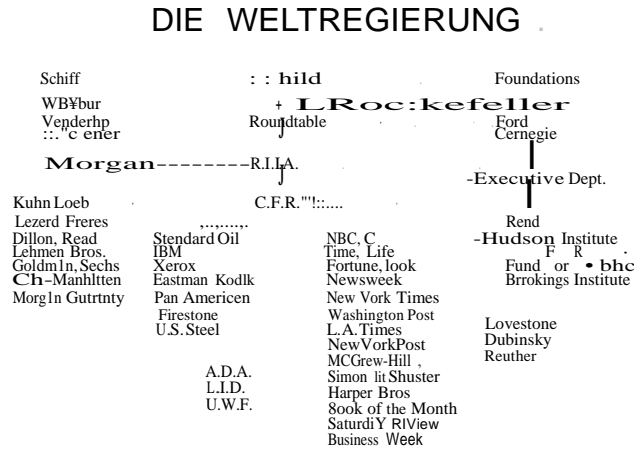 DIE WELTREGIERUNG .
Schiff : : hild Foundations
WB¥bur + LRoc:kefeller
Venderhp Roundtable Ford
::."c ener Cernegie
Morgan--------R.I.I.A.
-Executive Dept.
Kuhn Loeb C.F.R."'!::....
Lezerd Freres ,..,....,. Rend
Dillon, Read Stendard Oil NBC, C -Hudson Institute
Lehmen Bros. IBM Time, Life F R
Goldm1n, Sechs Xerox Fortune, look Fund or • bhc
Ch-Manhltten Eastman Kodlk Newsweek Brrokings Institute
Morg1n Gutrtnty Pan Americen New Vork Times
Firestone Washington Post
U.S. Steel L.A.Times Lovestone
NewVorkPost Dubinsky
MCGrew-Hill , Reuther
A.D.A. Simon lit Shuster
L.I.D. Harper Bros
U.W.F. 8ook of the Month
SaturdiY RIView
Business Week